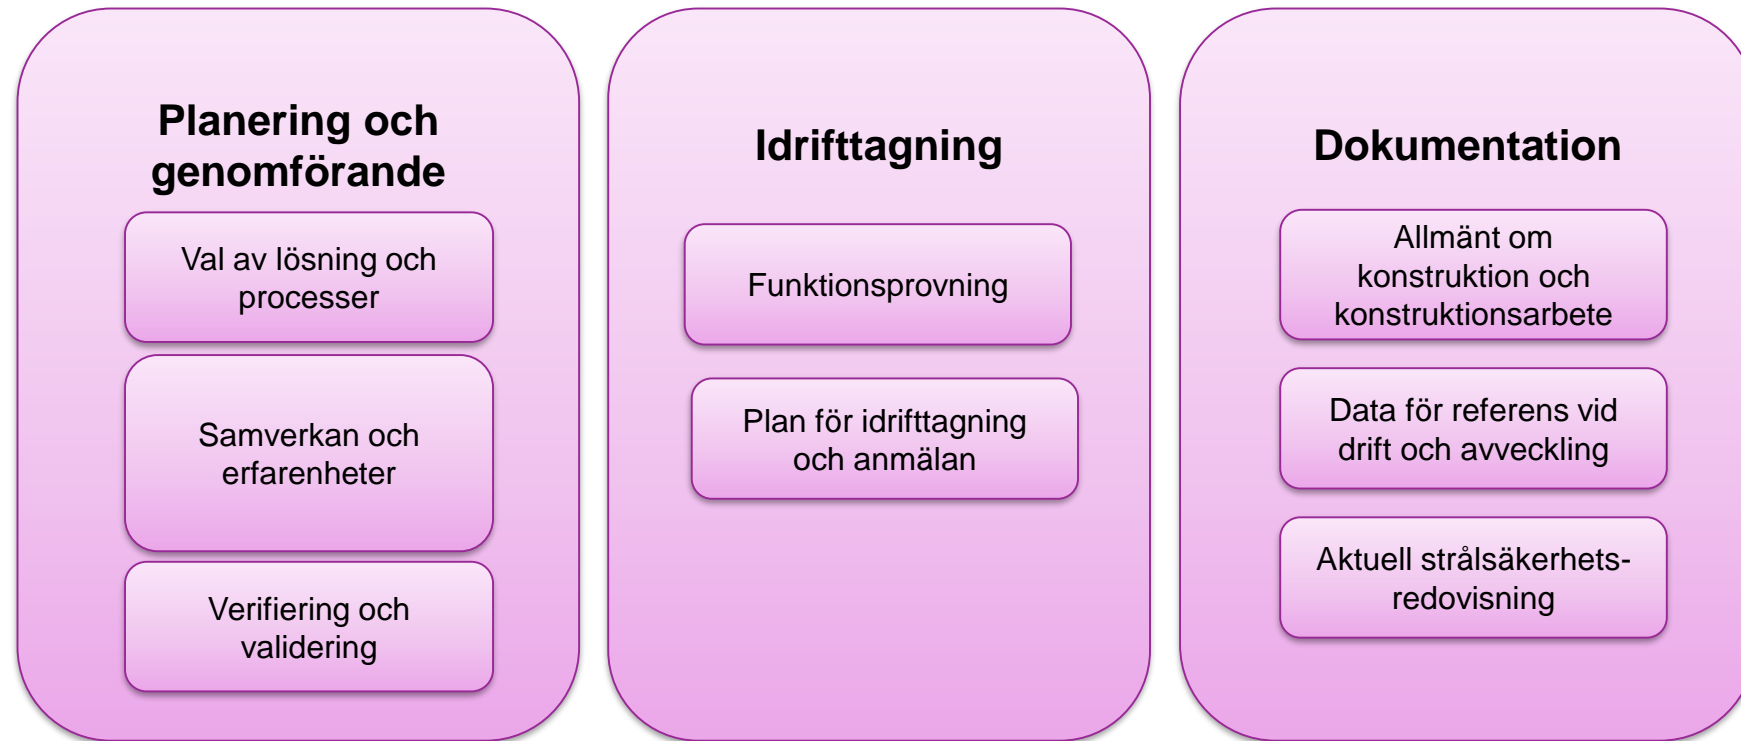 Planering och
genomförande
Val av lösning och
processer
Samverkan och
erfarenheter
Verifiering och
validering
Idrifttagning
Funktionsprovning
Plan för idrifttagning
och anmälan
Dokumentation
Allmänt om
konstruktion och
konstruktionsarbete
Data för referens vid
drift och avveckling
Aktuell strålsäkerhets-
redovisning